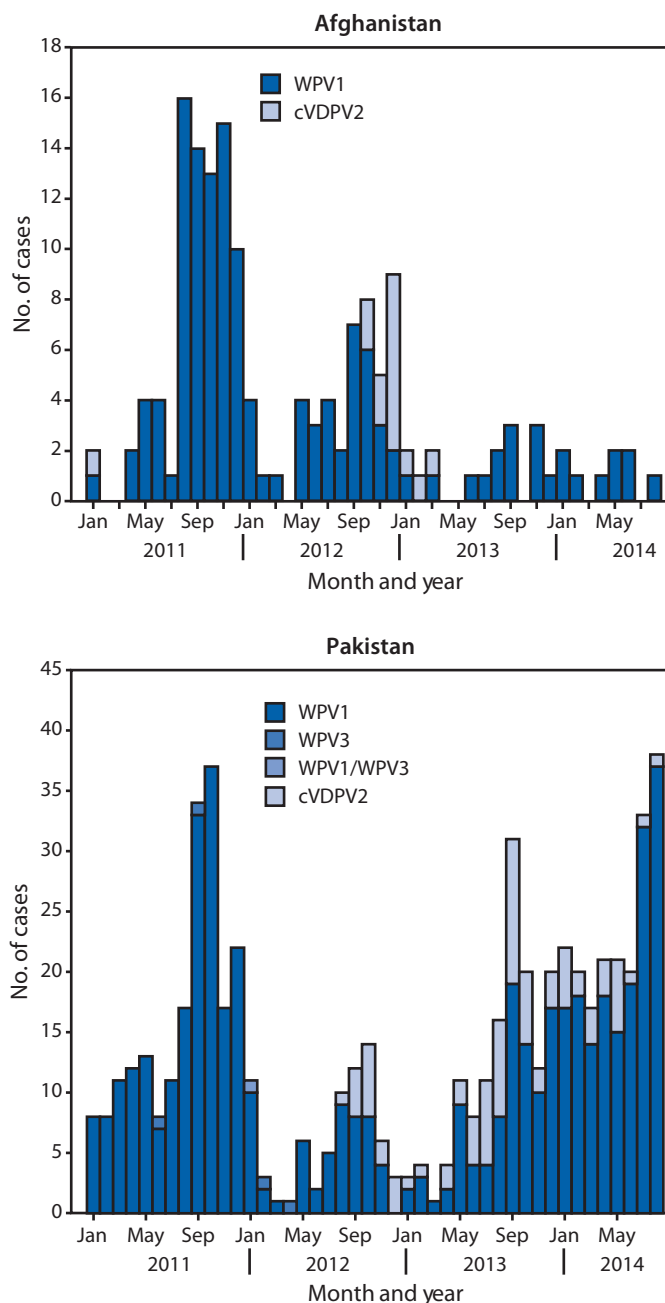 Afghanistan
18
16
14
12
10
8
6
4
2
0
No. of cases
WPV1
cVDPV2
Jan May Sep Jan May Sep Jan May Sep Jan May
2011 2012 2013 2014
Month and year
Pakistan
45
40
35
30
25
20
15
10
5
0
No. of cases
WPV1
WPV3
WPV1/WPV3
cVDPV2
Jan May Sep Jan May Sep Jan May Sep Jan May
2011 2012 2013 2014
Month and year